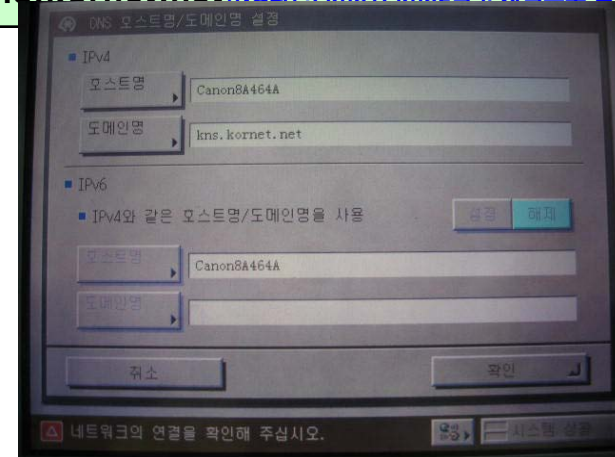 DNS 호스트명/도메인명 설정
IPv4
호스트명
Canon8A464A
도메인명
kns.kornet.net
IPv6
IPv4와 같은 호스트명/도메인명을 사용
설정 해제
호스트명
Canon8A464A
도메인명
취소 확인
네트워크의 연결을 확인해 주십시오.
시스템 상황